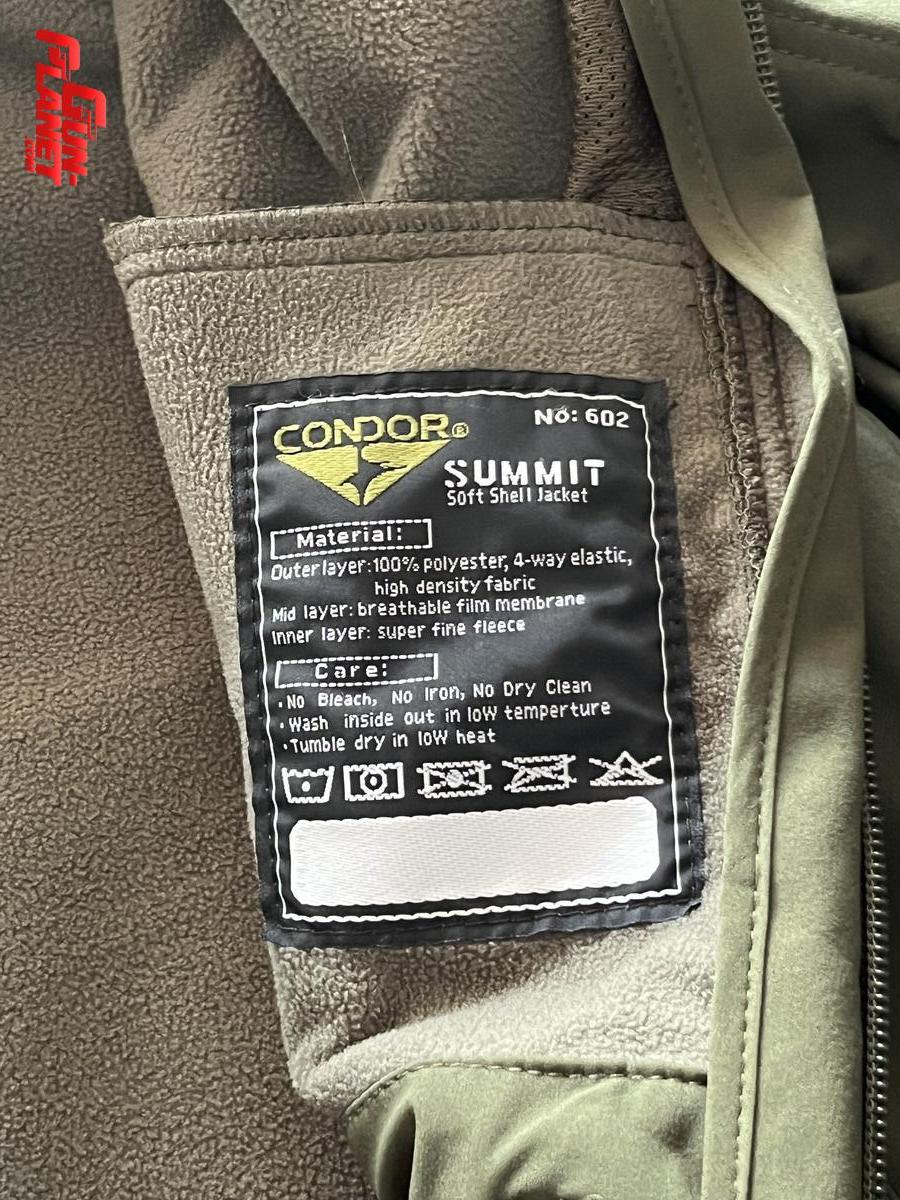 GUN
PLANET
.COM
CONDOR®
No: 602
SUMMIT
Soft Shell Jacket
Material:
Outer layer:100% polyester, 4-way elastic,
high density fabric
Mid layer: breathable film membrane
Inner layer: super fine fleece
Care:
·No Bleach, No Iron, No Dry Clean
·Wash inside out in low temperture
·Tumble dry in low heat